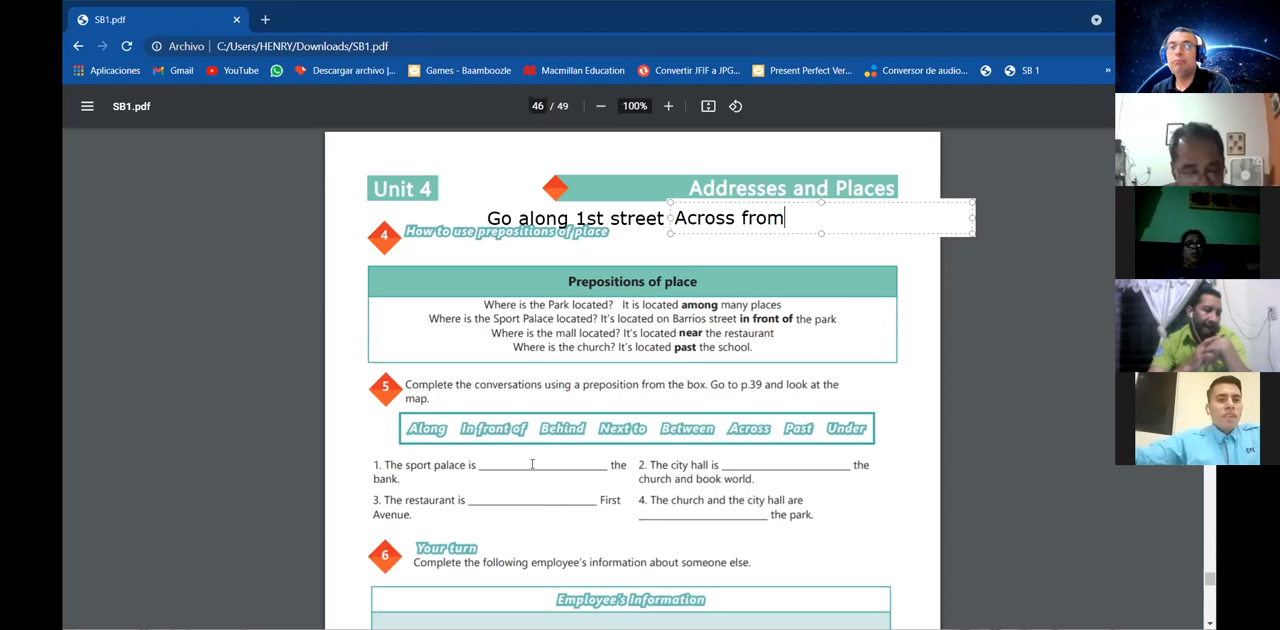 SB1.pdf
Archivo C:/Users/HENRY/Downloads/SB1.pdf
Aplicaciones Gmail YouTube Descargar archivo |... Games - Baamboozle Macmillan Education Convertir JFIF a JPG... Present Perfect Ver... Conversor de audio... SB 1 »
SB1.pdf 46 / 49 100%
Unit 4 Addresses and Places
Go along 1st street Across from
4 How to use prepositions of place
Prepositions of place
Where is the Park located? It is located among many places
Where is the Sport Palace located? It's located on Barrios street in front of the park
Where is the mall located? It's located near the restaurant
Where is the church? It's located past the school.
5 Complete the conversations using a preposition from the box. Go to p.39 and look at the
map.
Along In front of Behind Next to Between Across Past Under
1. The sport palace is ____________________ the
bank.
2. The city hall is ____________________ the
church and book world.
3. The restaurant is ____________________ First
Avenue.
4. The church and the city hall are
____________________ the park.
6 Your turn
Complete the following employee's information about someone else.
Employee's Information